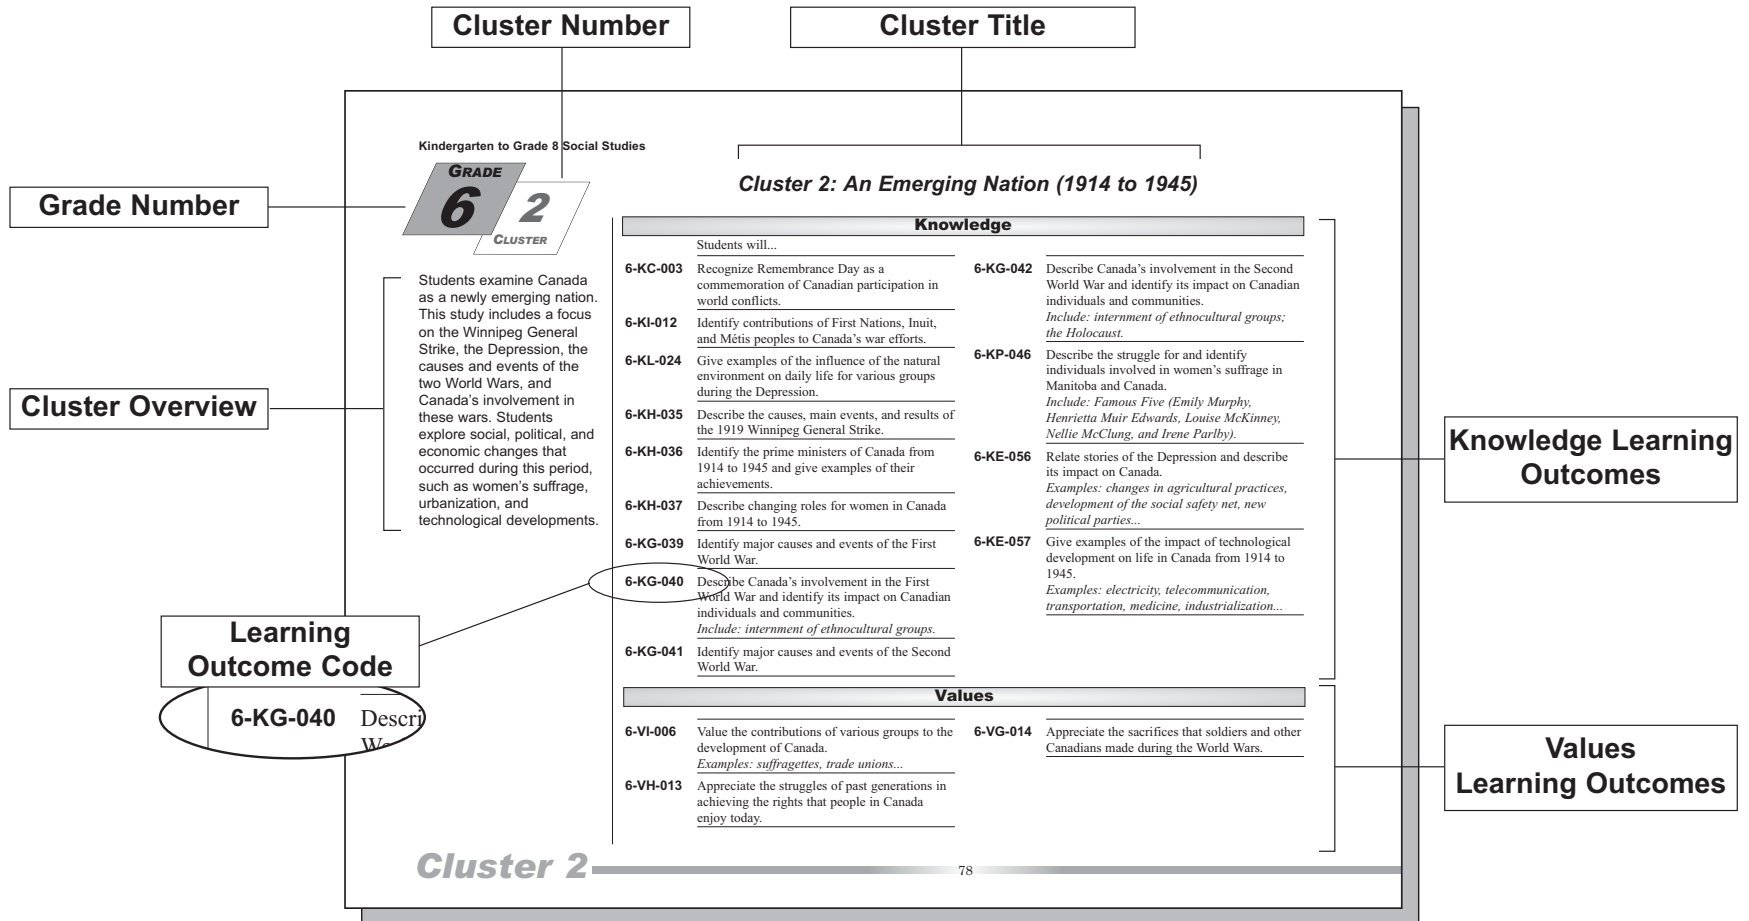 Cluster Number
Cluster Title
Kindergarten to Grade 8 Social Studies
GRADE
6
2
CLUSTER
Cluster 2: An Emerging Nation (1914 to 1945)
Grade Number
Cluster Overview
Students examine Canada
as a newly emerging nation.
This study includes a focus
on the Winnipeg General
Strike, the Depression, the
causes and events of the
two World Wars, and
Canada's involvement in
these wars. Students
explore social, political, and
economic changes that
occurred during this period,
such as women's suffrage,
urbanization, and
technological developments.
Knowledge
Students will...
6-KC-003 Recognize Remembrance Day as a
commemoration of Canadian participation in
world conflicts.
6-KI-012 Identify contributions of First Nations, Inuit,
and Métis peoples to Canada's war efforts.
6-KL-024 Give examples of the influence of the natural
environment on daily life for various groups
during the Depression.
6-KH-035 Describe the causes, main events, and results of
the 1919 Winnipeg General Strike.
6-KH-036 Identify the prime ministers of Canada from
1914 to 1945 and give examples of their
achievements.
6-KH-037 Describe changing roles for women in Canada
from 1914 to 1945.
6-KG-039 Identify major causes and events of the First
World War.
6-KG-040 Describe Canada's involvement in the First
World War and identify its impact on Canadian
individuals and communities.
Include: internment of ethnocultural groups.
6-KG-041 Identify major causes and events of the Second
World War.
6-KG-042 Describe Canada's involvement in the Second
World War and identify its impact on Canadian
individuals and communities.
Include: internment of ethnocultural groups;
the Holocaust.
6-KP-046 Describe the struggle for and identify
individuals involved in women's suffrage in
Manitoba and Canada.
Include: Famous Five (Emily Murphy,
Henrietta Muir Edwards, Louise McKinney,
Nellie McClung, and Irene Parlby).
6-KE-056 Relate stories of the Depression and describe
its impact on Canada.
Examples: changes in agricultural practices,
development of the social safety net, new
political parties...
6-KE-057 Give examples of the impact of technological
development on life in Canada from 1914 to
1945.
Examples: electricity, telecommunication,
transportation, medicine, industrialization...
Knowledge Learning
Outcomes
Learning
Outcome Code
6-KG-040 Descri
Wo
Values
6-VI-006 Value the contributions of various groups to the
development of Canada.
Examples: suffragettes, trade unions...
6-VH-013 Appreciate the struggles of past generations in
achieving the rights that people in Canada
enjoy today.
6-VG-014 Appreciate the sacrifices that soldiers and other
Canadians made during the World Wars.
Values
Learning Outcomes
Cluster 2
78